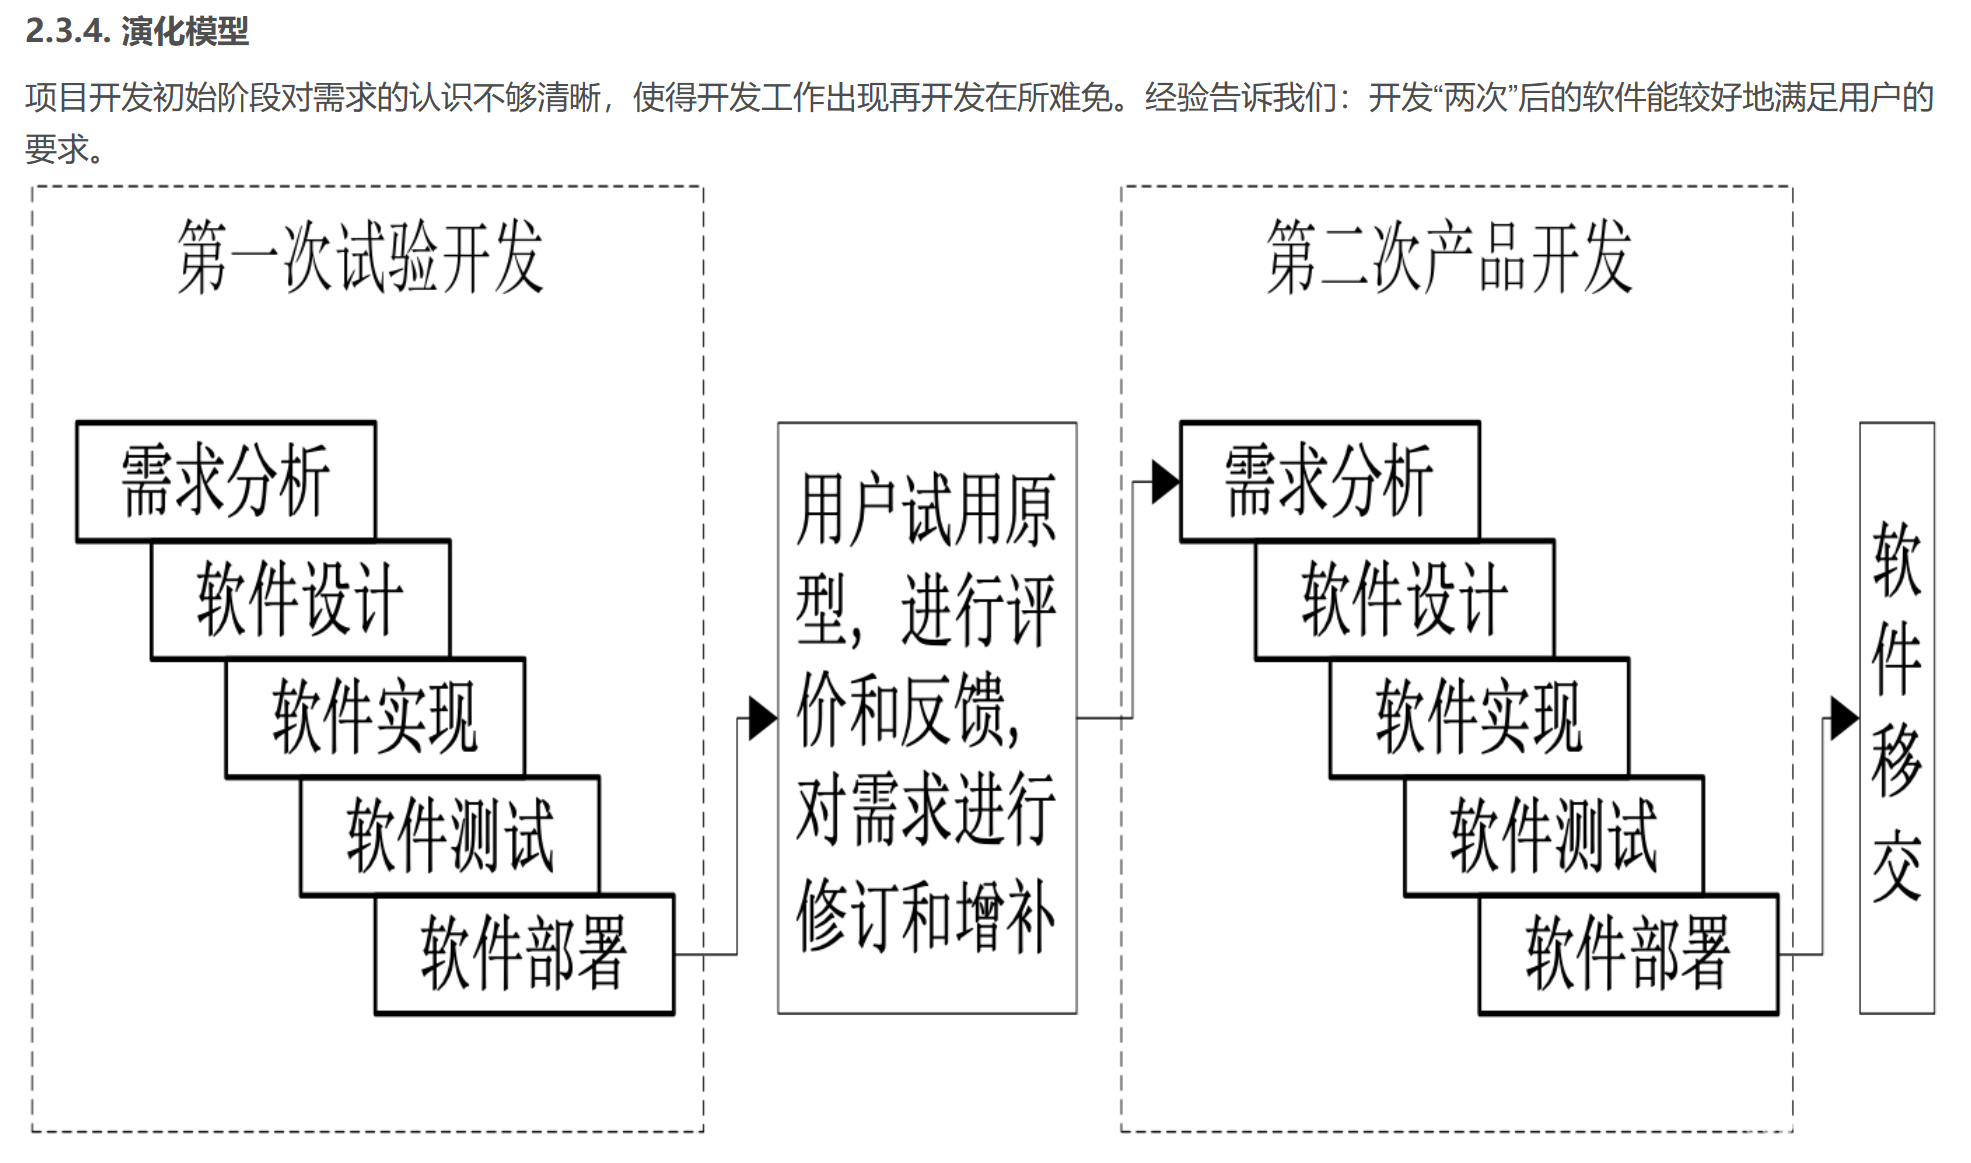 2.3.4. 演化模型
项目开发初始阶段对需求的认识不够清晰，使得开发工作出现再开发在所难免。经验告诉我们：开发“两次”后的软件能较好地满足用户的
要求。
第一次试验开发
需求分析
软件设计
软件实现
软件测试
软件部署
用户试用原
型，进行评
价和反馈，
对需求进行
修订和增补
第二次产品开发
需求分析
软件设计
软件实现
软件测试
软件部署
软
件
移
交